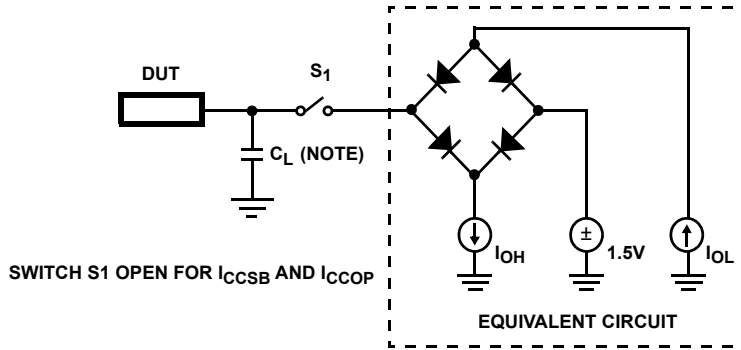 DUT
S1
CL (NOTE)
±
IOH
1.5V
IOL
SWITCH S1 OPEN FOR ICCSB AND ICCOP
EQUIVALENT CIRCUIT